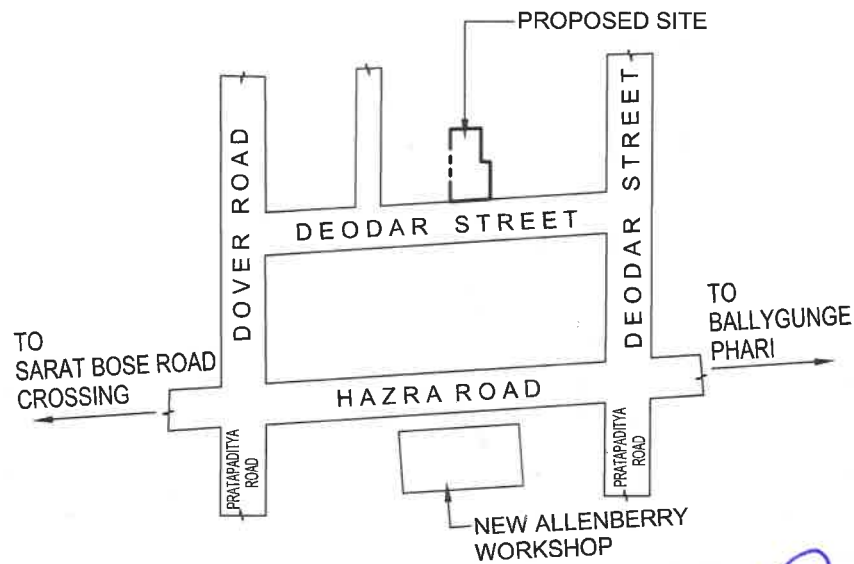 PROPOSED SITE
DOVER ROAD
DEODAR STREET
DEODAR STREET
TO
SARAT BOSE ROAD
CROSSING
TO
BALLYGUNGE
PHARI
HAZRA ROAD
PRATAPADITYA
ROAD
PRATAPADITYA
ROAD
NEW ALLENBERRY
WORKSHOP